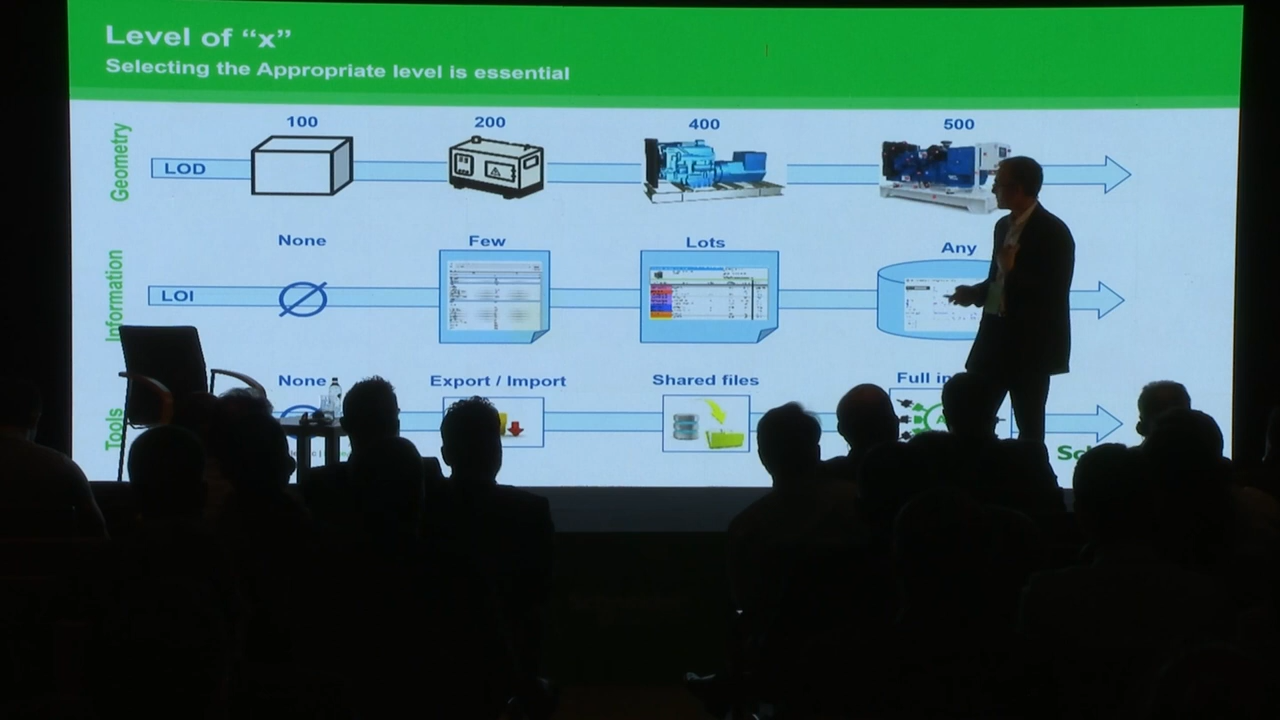 Level of “x”
Selecting the Appropriate level is essential
Geometry
100
200
400
500
LOD
Information
None
Few
Lots
Any
LOI
Tools
None
Export / Import
Shared files
Full